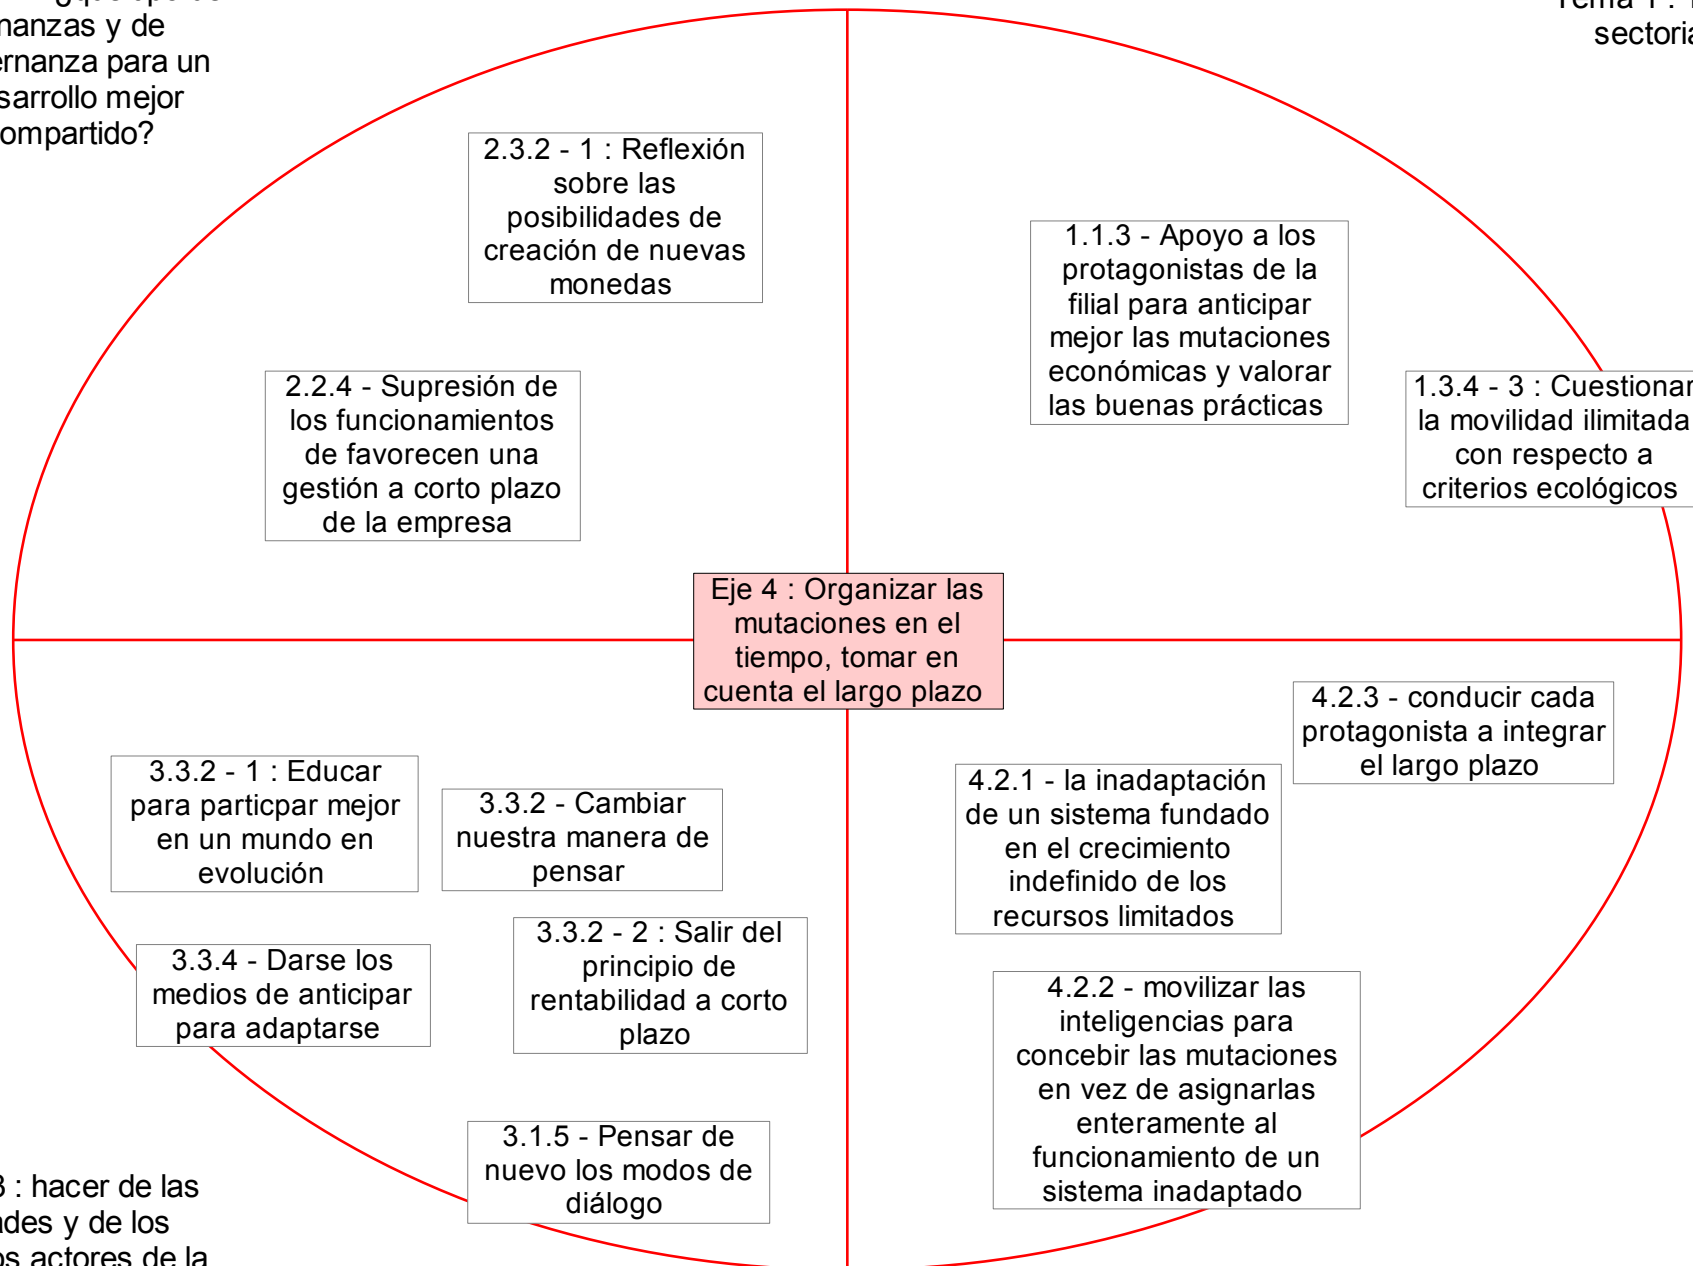 nanzas y de
ernanza para un
sarrollo mejor
ompartido?
Tema 1 :
sectoria
2.3.2 - 1 : Reflexión
sobre las
posibilidades de
creación de nuevas
monedas
1.1.3 - Apoyo a los
protagonistas de la
filial para anticipar
mejor las mutaciones
económicas y valorar
las buenas prácticas
2.2.4 - Supresión de
los funcionamientos
de favorecen una
gestión a corto plazo
de la empresa
1.3.4 - 3 : Cuestionar
la movilidad ilimitada
con respecto a
criterios ecológicos
Eje 4 : Organizar las
mutaciones en el
tiempo, tomar en
cuenta el largo plazo
4.2.3 - conducir cada
protagonista a integrar
el largo plazo
3.3.2 - 1 : Educar
para particpar mejor
en un mundo en
evolución
3.3.2 - Cambiar
nuestra manera de
pensar
4.2.1 - la inadaptación
de un sistema fundado
en el crecimiento
indefinido de los
recursos limitados
3.3.4 - Darse los
medios de anticipar
para adaptarse
3.3.2 - 2 : Salir del
principio de
rentabilidad a corto
plazo
4.2.2 - movilizar las
inteligencias para
concebir las mutaciones
en vez de asignarlas
enteramente al
funcionamiento de un
sistema inadaptado
3.1.5 - Pensar de
nuevo los modos de
diálogo
3 : hacer de las
ades y de los
os actores de la